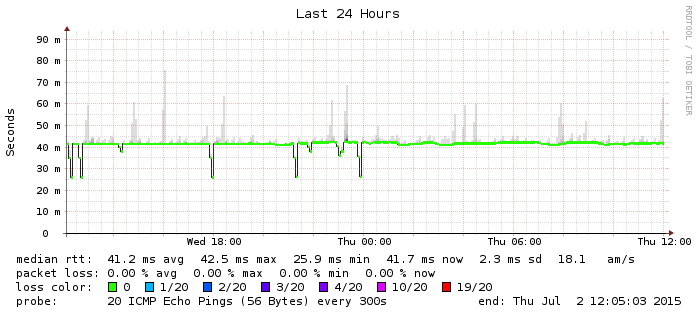 Last 24 Hours
RRDTOOL / TOBI OETIKER
Seconds
90 m
80 m
70 m
60 m
50 m
40 m
30 m
20 m
10 m
0
Wed 18:00 Thu 00:00 Thu 06:00 Thu 12:00
median rtt: 41.2 ms avg 42.5 ms max 25.9 ms min 41.7 ms now 2.3 ms sd 18.1 am/s
packet loss: 0.00 % avg 0.00 % max 0.00 % min 0.00 % now
loss color: 0 1/20 2/20 3/20 4/20 10/20 19/20
probe: 20 ICMP Echo Pings (56 Bytes) every 300s end: Thu Jul 2 12:05:03 2015